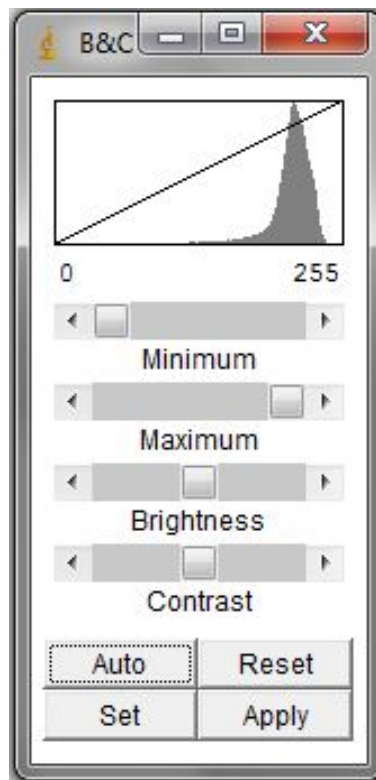 B&C
0 255
Minimum
Maximum
Brightness
Contrast
Auto Reset
Set Apply